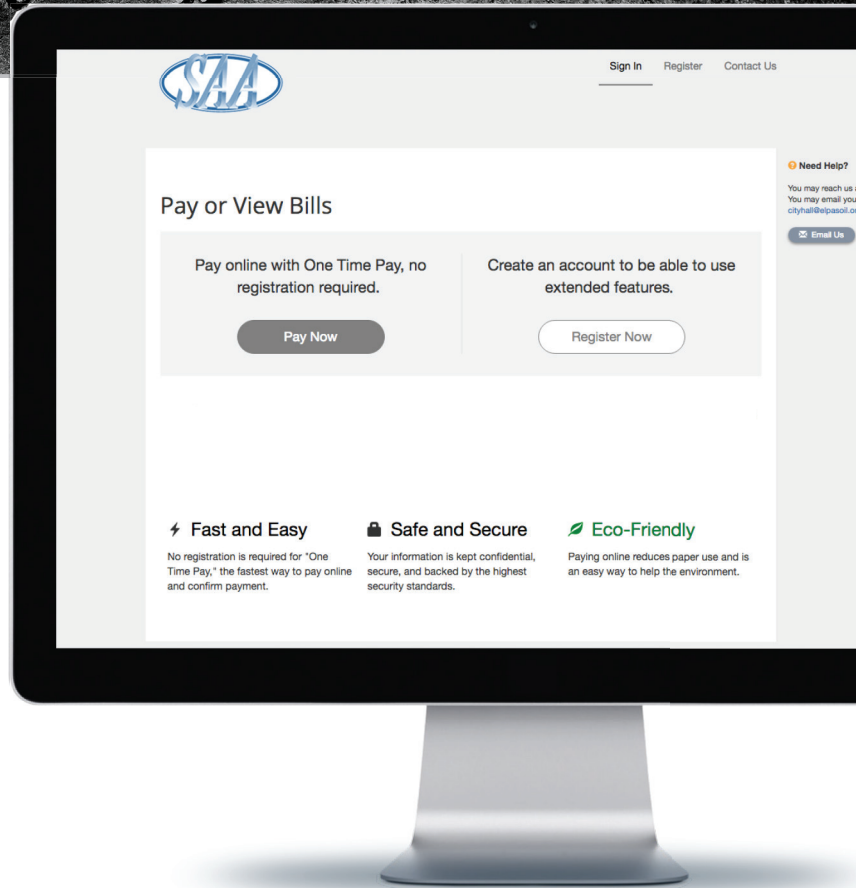 SAA
Sign In Register Contact Us
Need Help?
You may reach us
You may email you
cityhall@elpasoil.or
Email Us
Pay or View Bills
Pay online with One Time Pay, no
registration required.
Pay Now
Create an account to be able to use
extended features.
Register Now
Fast and Easy
No registration is required for "One
Time Pay," the fastest way to pay online
and confirm payment.
Safe and Secure
Your information is kept confidential,
secure, and backed by the highest
security standards.
Eco-Friendly
Paying online reduces paper use and is
an easy way to help the environment.